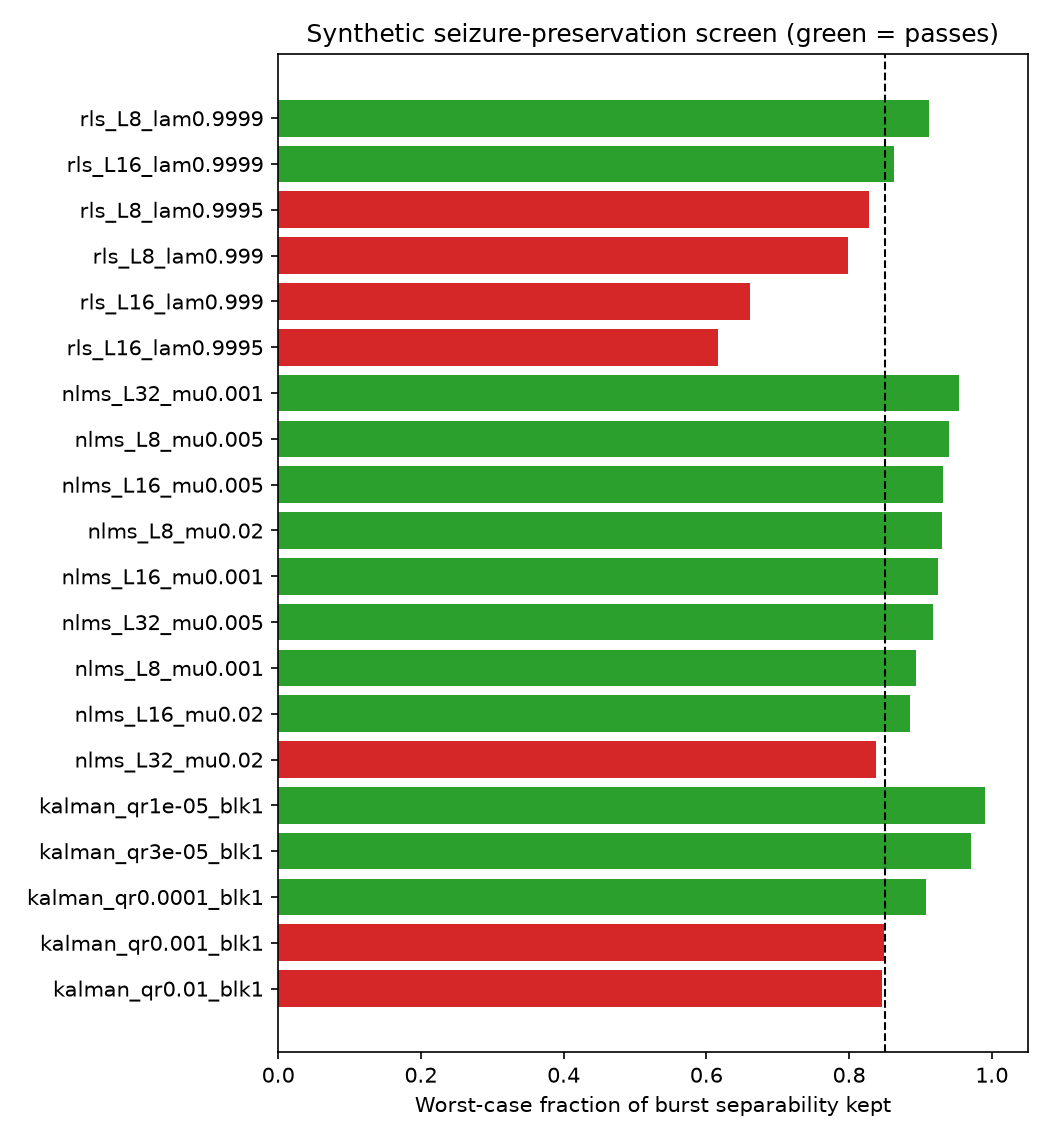 Synthetic seizure-preservation screen (green = passes)
rls_L8_lam0.9999
rls_L16_lam0.9999
rls_L8_lam0.9995
rls_L8_lam0.999
rls_L16_lam0.999
rls_L16_lam0.9995
nlms_L32_mu0.001
nlms_L8_mu0.005
nlms_L16_mu0.005
nlms_L8_mu0.02
nlms_L16_mu0.001
nlms_L32_mu0.005
nlms_L8_mu0.001
nlms_L16_mu0.02
nlms_L32_mu0.02
kalman_qr1e-05_blk1
kalman_qr3e-05_blk1
kalman_qr0.0001_blk1
kalman_qr0.001_blk1
kalman_qr0.01_blk1
0.0 0.2 0.4 0.6 0.8 1.0
Worst-case fraction of burst separability kept